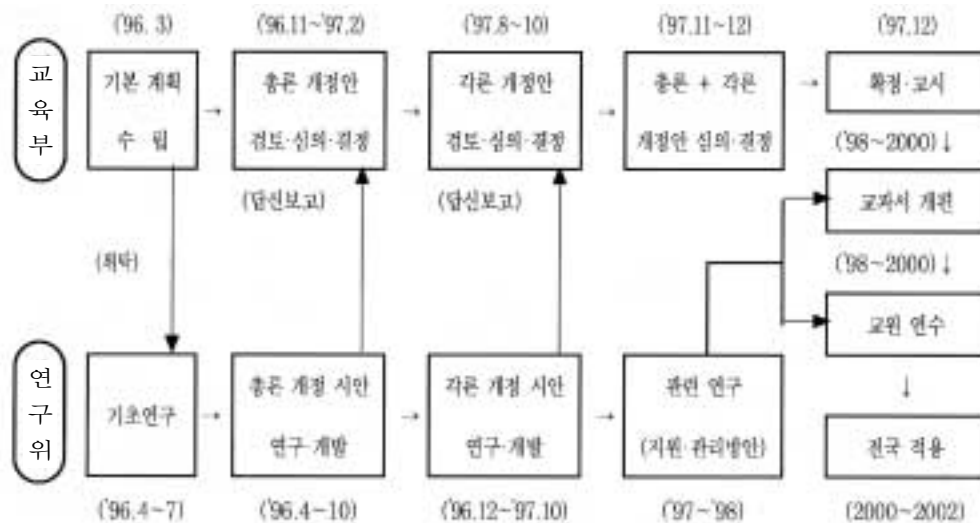 ('96. 3)
('96.11~'97.2)
('97.8~10)
('97.11~12)
('97.12)
교육부
기본 계획
수 립
→
총론 개정안
검토·심의·결정
→
각론 개정안
검토·심의·결정
→
총론 + 각론
개정안 심의·결정
→
확정·고시
('98~2000)↓
(답신보고)
(답신보고)
교과서 개편
(위탁)
('98~2000)↓
교원 연수
연구위
기초연구
→
총론 개정 시안
연구·개발
→
각론 개정 시안
연구·개발
→
관련 연구
(지원·관리방안)
↓
전국 적용
('96.4~7)
('96.4~10)
('96.12~'97.10)
('97~'98)
(2000~2002)